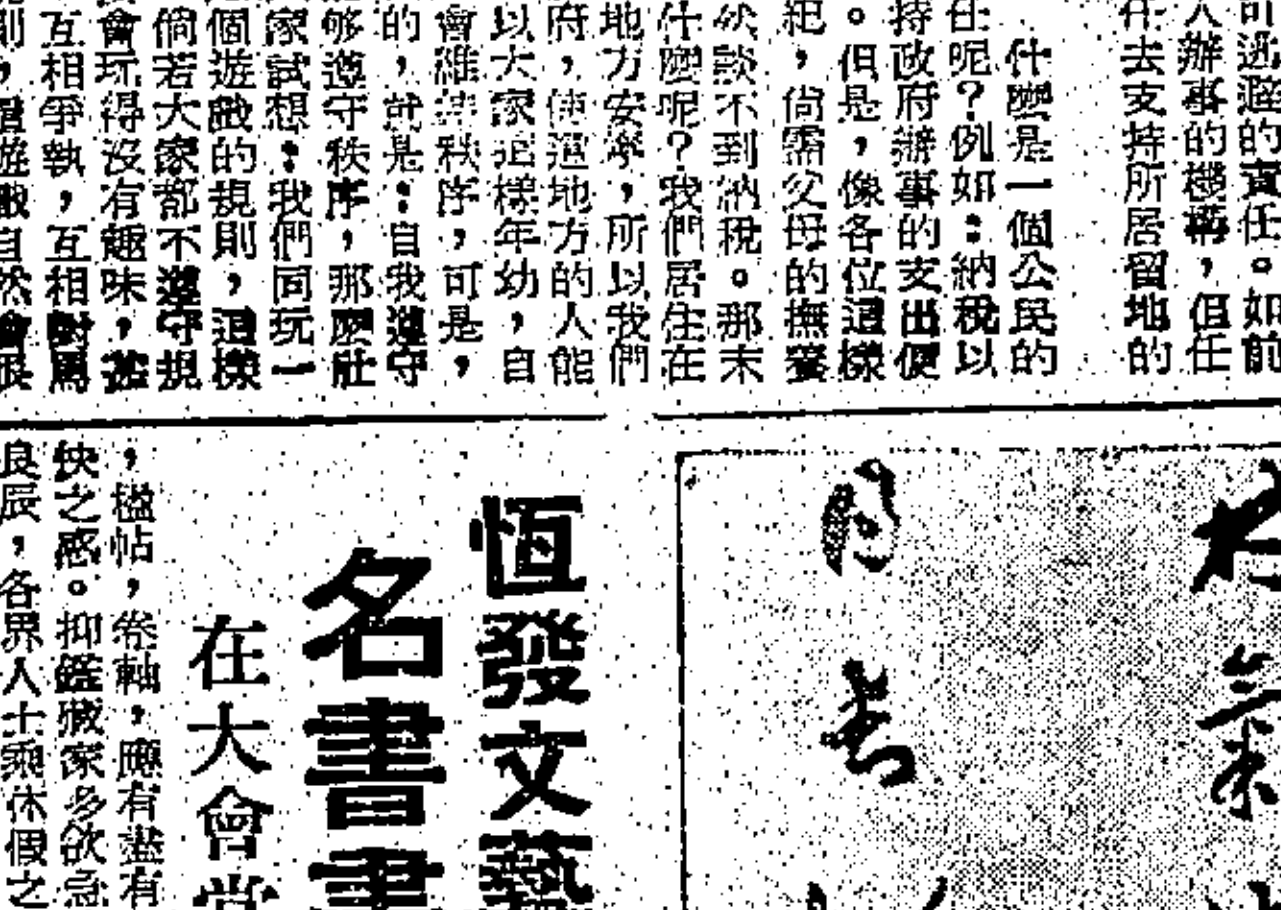 可逃避的責任。如前
人辦事的機構，但任
任去支持所居留地的
什麼是一個公民的
任呢？例如：納稅以
持政府辦事的支出便
。但是，像各位這樣
紀，尚需父母的撫養
然談不到納稅。那末
什麼呢？我們居住在
地方安寧，所以我們
府，使這地方的人能
以大家這樣年幼，自
會維持秩序，可是，
的，就是：自我遵守
够遵守秩序，那麼社
家試想：我們同玩一
個遊戲的規則，這樣
倘若大家都不遵守規
會玩得沒有趣味，甚
互相爭執，互相對罵
則，這遊戲自然會很
恆發文藝
名書畫
在大會堂
，楹帖，卷軸，應有盡有
快之感。抑鑑藏家多欲急
良辰，各界人士乘休假之